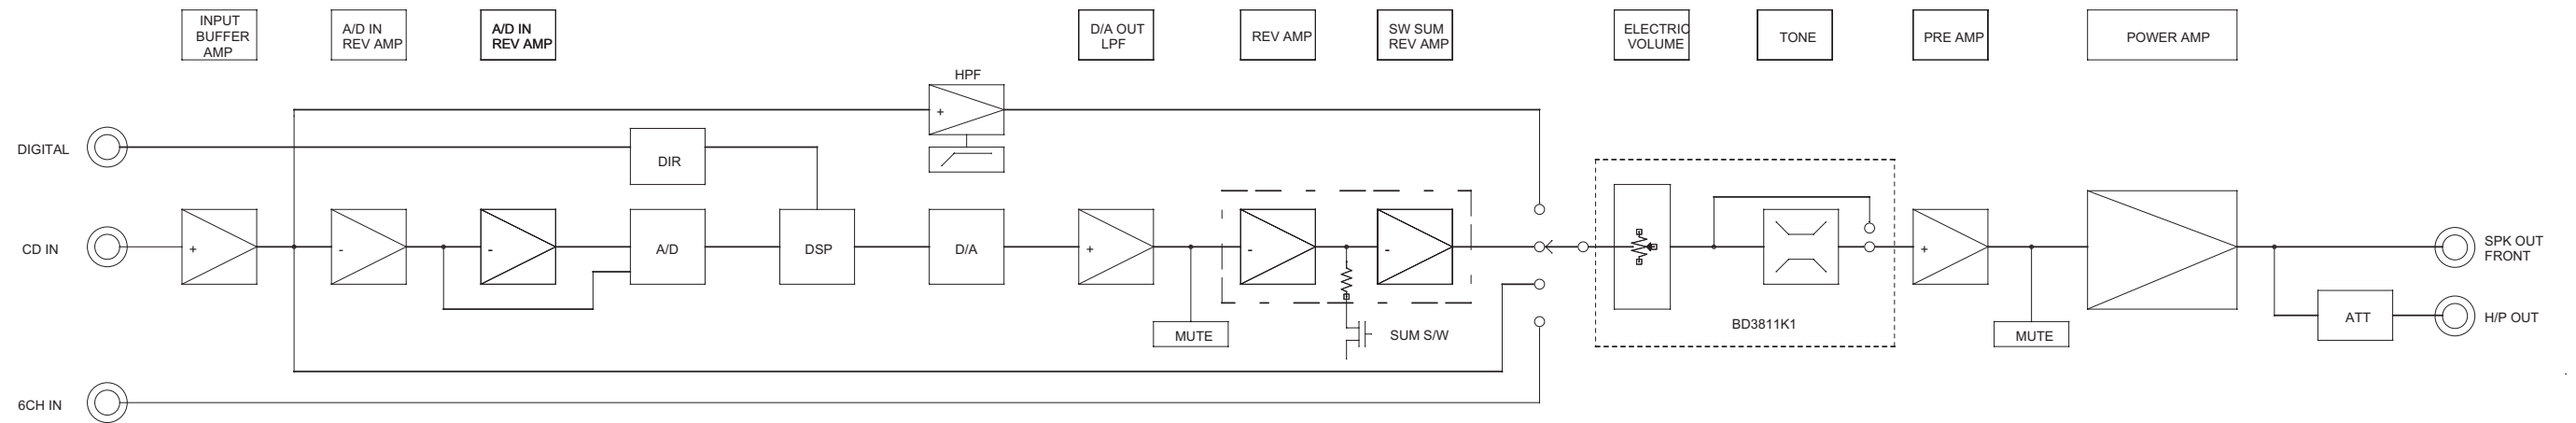 INPUT
BUFFER
AMP
A/D IN
REV AMP
A/D IN
REV AMP
D/A OUT
LPF
REV AMP
SW SUM
REV AMP
ELECTRIC
VOLUME
TONE
PRE AMP
POWER AMP
HPF
+
DIGITAL
DIR
CD IN
+
-
-
A/D
DSP
D/A
+
-
-
+
SPK OUT
FRONT
MUTE
SUM S/W
BD3811K1
MUTE
ATT
H/P OUT
6CH IN